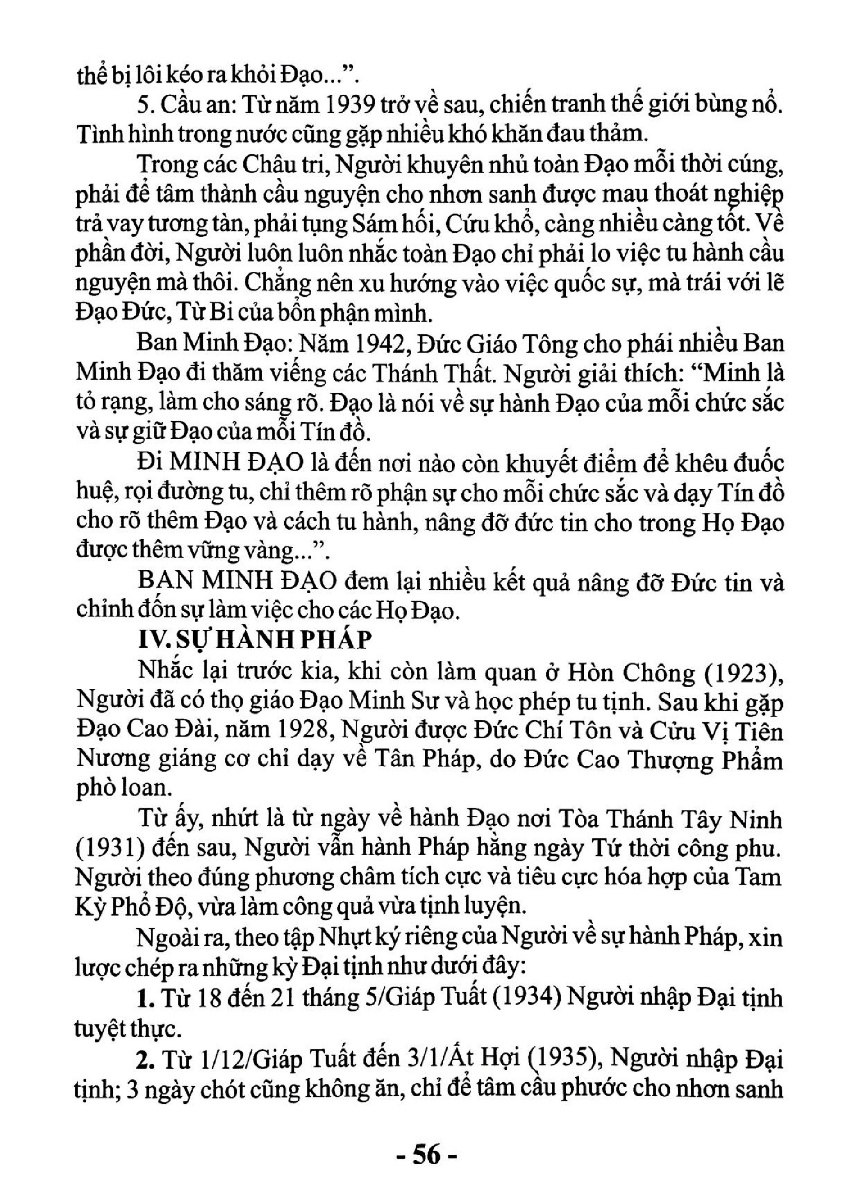 thể bị lôi kéo ra khỏi Đạo...”.
5. Cầu an: Từ năm 1939 trở về sau, chiến tranh thế giới bùng nổ.
Tình hình trong nước cũng gặp nhiều khó khăn đau thảm.
Trong các Châu tri, Người khuyên nhủ toàn Đạo mỗi thời cúng,
phải để tâm thành cầu nguyện cho nhơn sanh được mau thoát nghiệp
trả vay tương tàn, phải tụng Sám hối, Cứu khổ, càng nhiều càng tốt. Về
phần đời, Người luôn luôn nhắc toàn Đạo chỉ phải lo việc tu hành cầu
nguyện mà thôi. Chẳng nên xu hướng vào việc quốc sự, mà trái với lẽ
Đạo Đức, Từ Bi của bổn phận mình.
Ban Minh Đạo: Năm 1942, Đức Giáo Tông cho phái nhiều Ban
Minh Đạo đi thăm viếng các Thánh Thất. Người giải thích: “Minh là
tỏ rạng, làm cho sáng rõ. Đạo là nói về sự hành Đạo của mỗi chức sắc
và sự giữ Đạo của mỗi Tín đồ.
Đi MINH ĐẠO là đến nơi nào còn khuyết điểm để khêu đuốc
huệ, rọi đường tu, chỉ thêm rõ phận sự cho mỗi chức sắc và dạy Tín đồ
cho rõ thêm Đạo và cách tu hành, nâng đỡ đức tin cho trong Họ Đạo
được thêm vững vàng...”.
BAN MINH ĐẠO đem lại nhiều kết quả nâng đỡ Đức tin và
chỉnh đốn sự làm việc cho các Họ Đạo.
IV. SỰ HÀNH PHÁP
Nhắc lại trước kia, khi còn làm quan ở Hòn Chông (1923),
Người đã có thọ giáo Đạo Minh Sư và học phép tu tịnh. Sau khi gặp
Đạo Cao Đài, năm 1928, Người được Đức Chí Tôn và Cửu Vị Tiên
Nương giáng cơ chỉ dạy về Tân Pháp, do Đức Cao Thượng Phẩm
phò loan.
Từ ấy, nhứt là từ ngày về hành Đạo nơi Tòa Thánh Tây Ninh
(1931) đến sau, Người vẫn hành Pháp hằng ngày Tứ thời công phu.
Người theo đúng phương châm tích cực và tiêu cực hóa hợp của Tam
Kỳ Phổ Độ, vừa làm công quả vừa tịnh luyện.
Ngoài ra, theo tập Nhựt ký riêng của Người về sự hành Pháp, xin
lược chép ra những kỳ Đại tịnh như dưới đây:
1. Từ 18 đến 21 tháng 5/Giáp Tuất (1934) Người nhập Đại tịnh
tuyệt thực.
2. Từ 1/12/Giáp Tuất đến 3/1/Ất Hợi (1935), Người nhập Đại
tịnh; 3 ngày chót cũng không ăn, chỉ để tâm cầu phước cho nhơn sanh
- 56 -